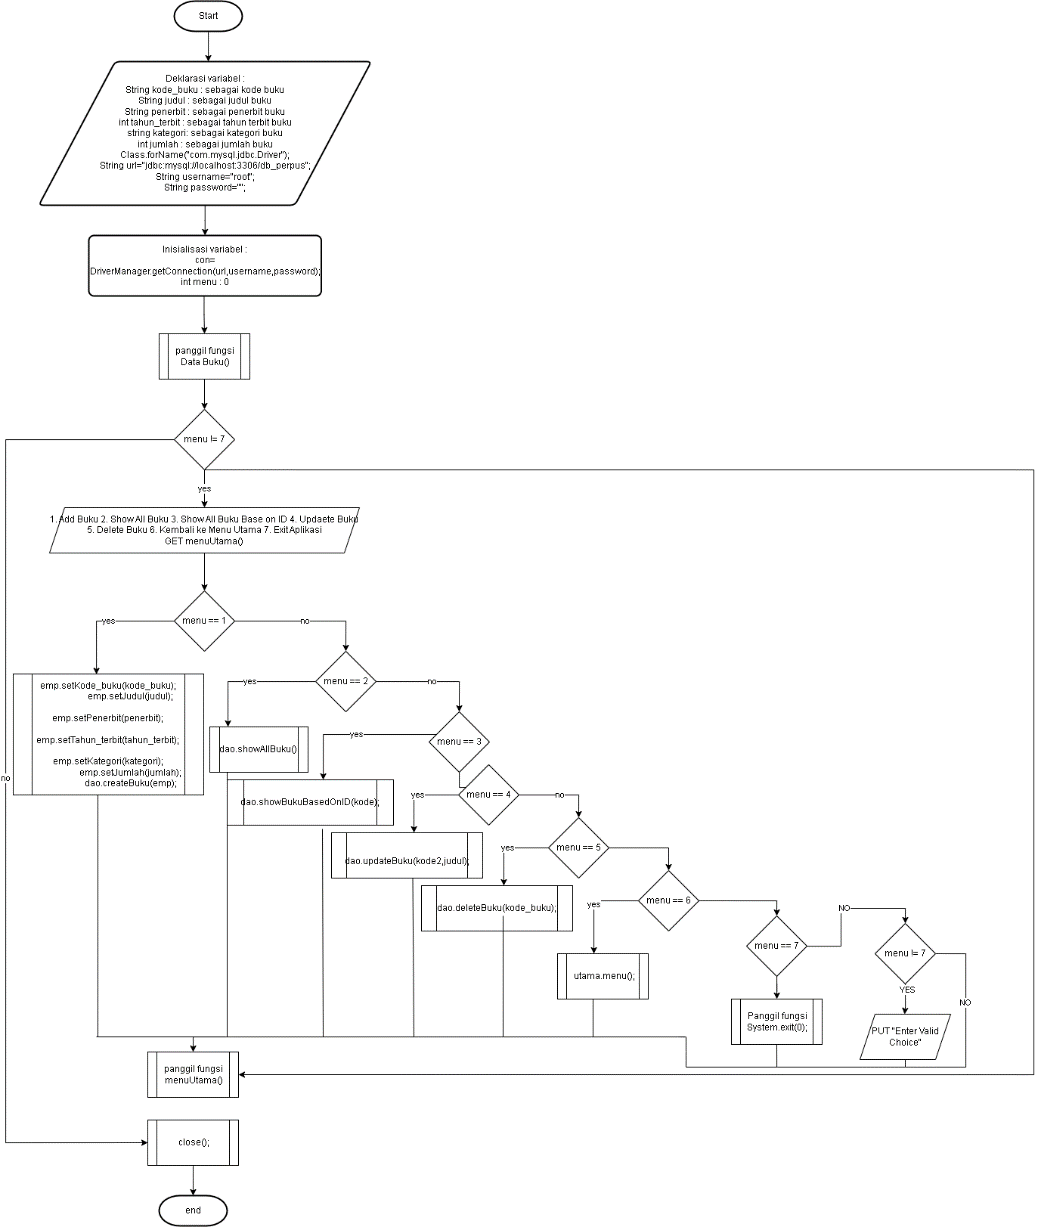 Start
Deklarasi variabel :
String kode_buku : sebagai kode buku
String judul : sebagai judul buku
String penerbit : sebagai penerbit buku
int tahun_terbit : sebagai tahun terbit buku
string kategori: sebagai kategori buku
int jumlah : sebagai jumlah buku
Class.forName("com.mysql.jdbc.Driver");
String url="jdbc:mysql://localhost:3306/db_perpus";
String username="root";
String password="";
Inisialisasi variabel :
con=
DriverManager.getConnection(url,username,password);
int menu : 0
panggil fungsi
Data Buku()
menu != 7
yes
1. Add Buku 2. Show All Buku 3. Show All Buku Base on ID 4. Updaete Buku
5. Delete Buku 6. Kembali ke Menu Utama 7. Exit Aplikasi
GET menuUtama()
menu == 1
yes
no
emp.setKode_buku(kode_buku);
emp.setJudul(judul);
emp.setPenerbit(penerbit);
emp.setTahun_terbit(tahun_terbit);
emp.setKategori(kategori);
emp.setJumlah(jumlah);
dao.createBuku(emp);
menu == 2
yes
no
dao.showAllBuku()
menu == 3
yes
dao.showBukuBasedOnID(kode);
no
menu == 4
yes
no
dao.updateBuku(kode2,judul);
menu == 5
yes
dao.deleteBuku(kode_buku);
menu == 6
yes
utama.menu();
menu == 7
NO
Panggil fungsi
System.exit(0);
menu != 7
YES
NO
PUT "Enter Valid
Choice"
panggil fungsi
menuUtama()
close();
end